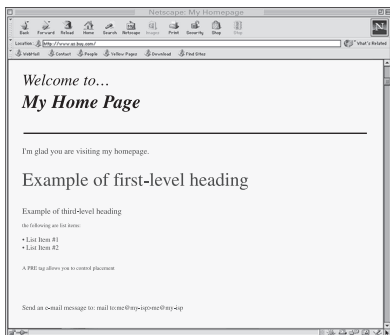 Netscape: My Homepage
Back Forward Reload Home Search Netscape Images Print Security Shop Stop
Location: http://www.qc.buy.com/ What's Related
WebMail Contact People Yellow Pages Download Find Sites
Welcome to…
My Home Page
I'm glad you are visiting my homepage.
Example of first-level heading
Example of third-level heading
the following are list items:
• List Item #1
• List Item #2
A PRE tag allows you to control placement
Send an e-mail message to: mail to:me@my-isp>me@my-isp